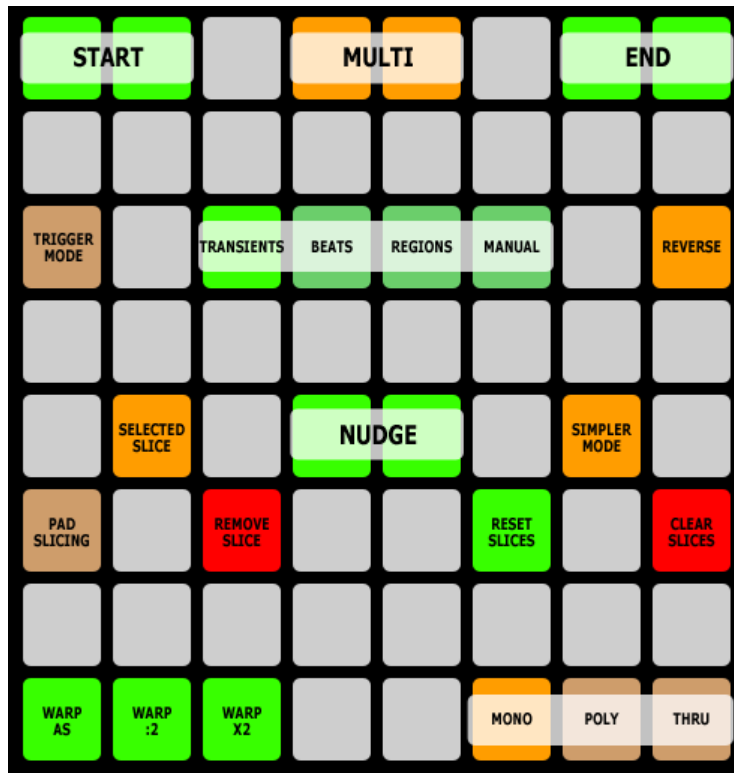 START MULTI END
TRIGGER
MODE
TRANSIENTS BEATS REGIONS MANUAL
REVERSE
SELECTED
SLICE
NUDGE
SIMPLER
MODE
PAD
SLICING
REMOVE
SLICE
RESET
SLICES
CLEAR
SLICES
WARP
AS
WARP
:2
WARP
X2
MONO POLY THRU